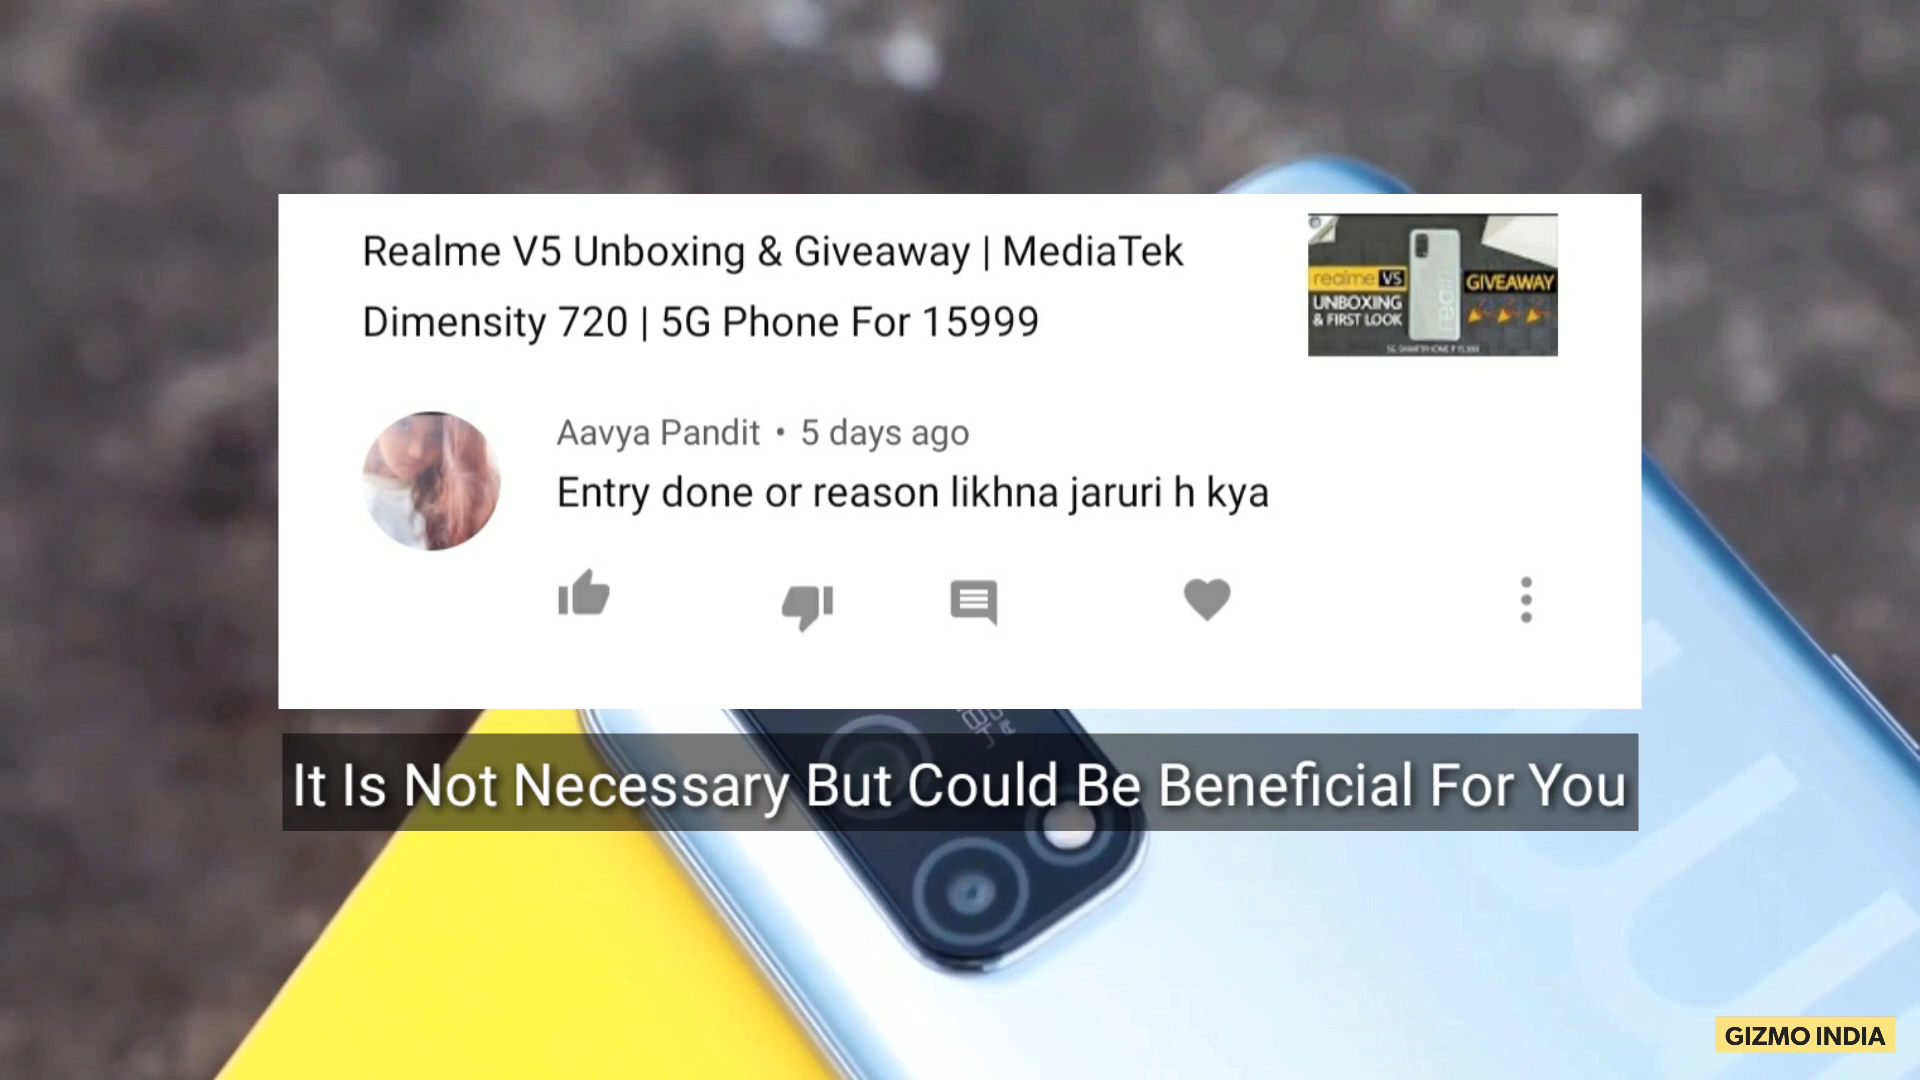 Realme V5 Unboxing & Giveaway | MediaTek
Dimensity 720 | 5G Phone For 15999
realme V5
GIVEAWAY
UNBOXING
& FIRST LOOK
Aavya Pandit • 5 days ago
Entry done or reason likhna jaruri h kya
It Is Not Necessary But Could Be Beneficial For You
GIZMO INDIA